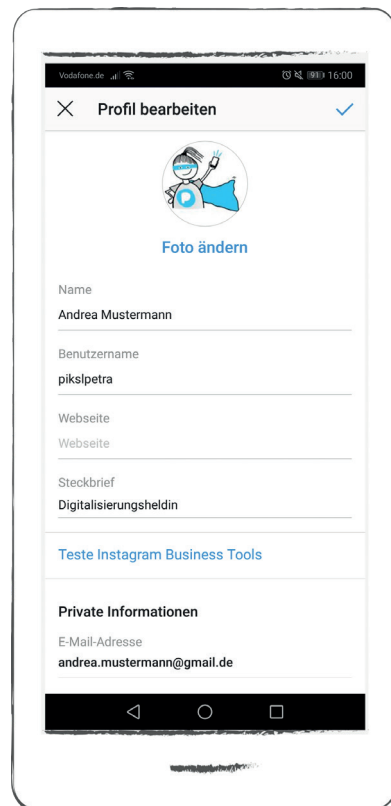 Vodafone.de 91 16:00
Profil bearbeiten
Foto ändern
Name
Andrea Mustermann
Benutzername
pikslpetra
Webseite
Webseite
Steckbrief
Digitalisierungsheldin
Teste Instagram Business Tools
Private Informationen
E-Mail-Adresse
andrea.mustermann@gmail.de